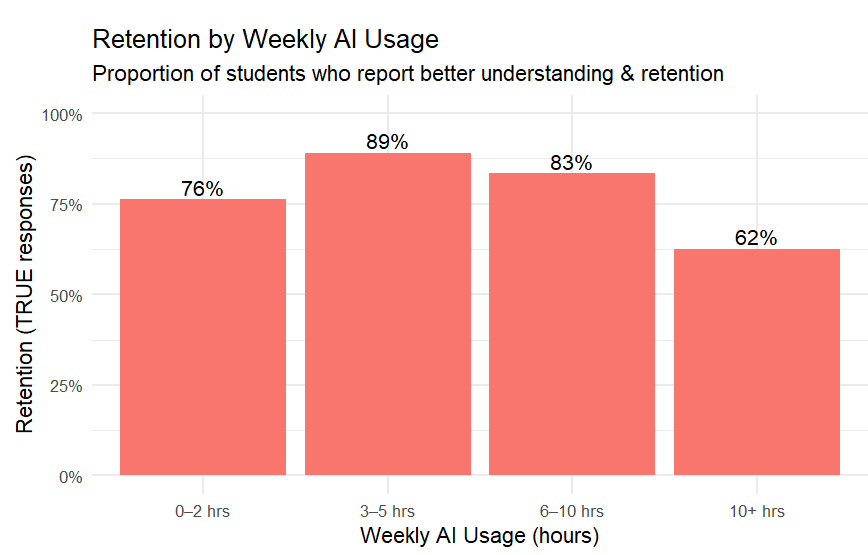 Retention by Weekly AI Usage
Proportion of students who report better understanding & retention
Retention (TRUE responses)
100%
75%
50%
25%
0%
76%
89%
83%
62%
0–2 hrs
3–5 hrs
6–10 hrs
10+ hrs
Weekly AI Usage (hours)